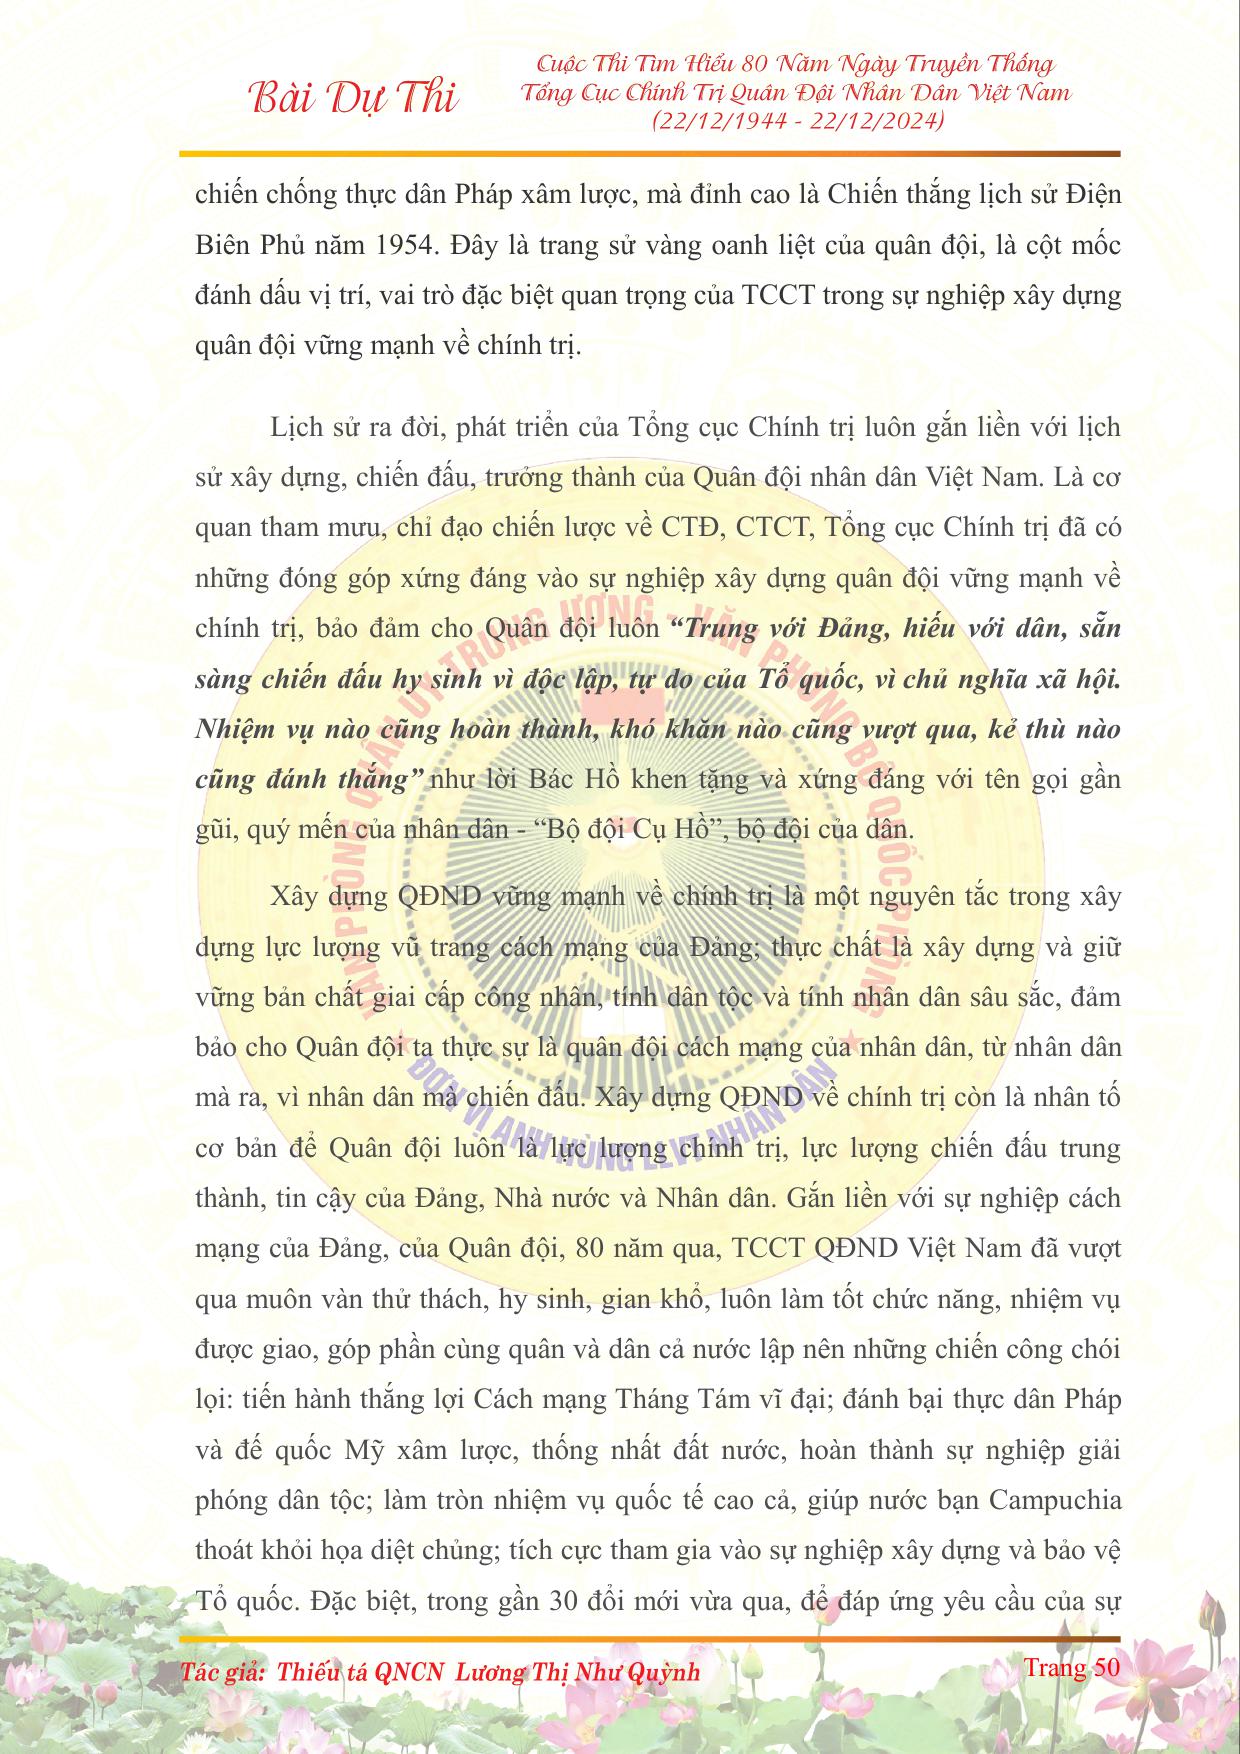 Bài Dự Thi
Cuộc Thi Tìm Hiểu 80 Năm Ngày Truyền Thống
Tổng Cục Chính Trị Quân Đội Nhân Dân Việt Nam
(22/12/1944 - 22/12/2024)
chiến chống thực dân Pháp xâm lược, mà đỉnh cao là Chiến thắng lịch sử Điện
Biên Phủ năm 1954. Đây là trang sử vàng oanh liệt của quân đội, là cột mốc
đánh dấu vị trí, vai trò đặc biệt quan trọng của TCCT trong sự nghiệp xây dựng
quân đội vững mạnh về chính trị.
Lịch sử ra đời, phát triển của Tổng cục Chính trị luôn gắn liền với lịch
sử xây dựng, chiến đấu, trưởng thành của Quân đội nhân dân Việt Nam. Là cơ
quan tham mưu, chỉ đạo chiến lược về CTĐ, CTCT, Tổng cục Chính trị đã có
những đóng góp xứng đáng vào sự nghiệp xây dựng quân đội vững mạnh về
chính trị, bảo đảm cho Quân đội luôn “Trung với Đảng, hiếu với dân, sẵn
sàng chiến đấu hy sinh vì độc lập, tự do của Tổ quốc, vì chủ nghĩa xã hội.
Nhiệm vụ nào cũng hoàn thành, khó khăn nào cũng vượt qua, kẻ thù nào
cũng đánh thắng” như lời Bác Hồ khen tặng và xứng đáng với tên gọi gần
gũi, quý mến của nhân dân - “Bộ đội Cụ Hồ”, bộ đội của dân.
Xây dựng QĐND vững mạnh về chính trị là một nguyên tắc trong xây
dựng lực lượng vũ trang cách mạng của Đảng; thực chất là xây dựng và giữ
vững bản chất giai cấp công nhân, tính dân tộc và tính nhân dân sâu sắc, đảm
bảo cho Quân đội ta thực sự là quân đội cách mạng của nhân dân, từ nhân dân
mà ra, vì nhân dân mà chiến đấu. Xây dựng QĐND về chính trị còn là nhân tố
cơ bản để Quân đội luôn là lực lượng chính trị, lực lượng chiến đấu trung
thành, tin cậy của Đảng, Nhà nước và Nhân dân. Gắn liền với sự nghiệp cách
mạng của Đảng, của Quân đội, 80 năm qua, TCCT QĐND Việt Nam đã vượt
qua muôn vàn thử thách, hy sinh, gian khổ, luôn làm tốt chức năng, nhiệm vụ
được giao, góp phần cùng quân và dân cả nước lập nên những chiến công chói
lọi: tiến hành thắng lợi Cách mạng Tháng Tám vĩ đại; đánh bại thực dân Pháp
và đế quốc Mỹ xâm lược, thống nhất đất nước, hoàn thành sự nghiệp giải
phóng dân tộc; làm tròn nhiệm vụ quốc tế cao cả, giúp nước bạn Campuchia
thoát khỏi họa diệt chủng; tích cực tham gia vào sự nghiệp xây dựng và bảo vệ
Tổ quốc. Đặc biệt, trong gần 30 đổi mới vừa qua, để đáp ứng yêu cầu của sự
VĂN PHÒNG QUÂN ỦY TRUNG ƯƠNG - VĂN PHÒNG BỘ QUỐC PHÒNG
ĐƠN VỊ ANH HÙNG LLVT NHÂN DÂN
Tác giả: Thiếu tá QNCN Lương Thị Như Quỳnh
Trang 50